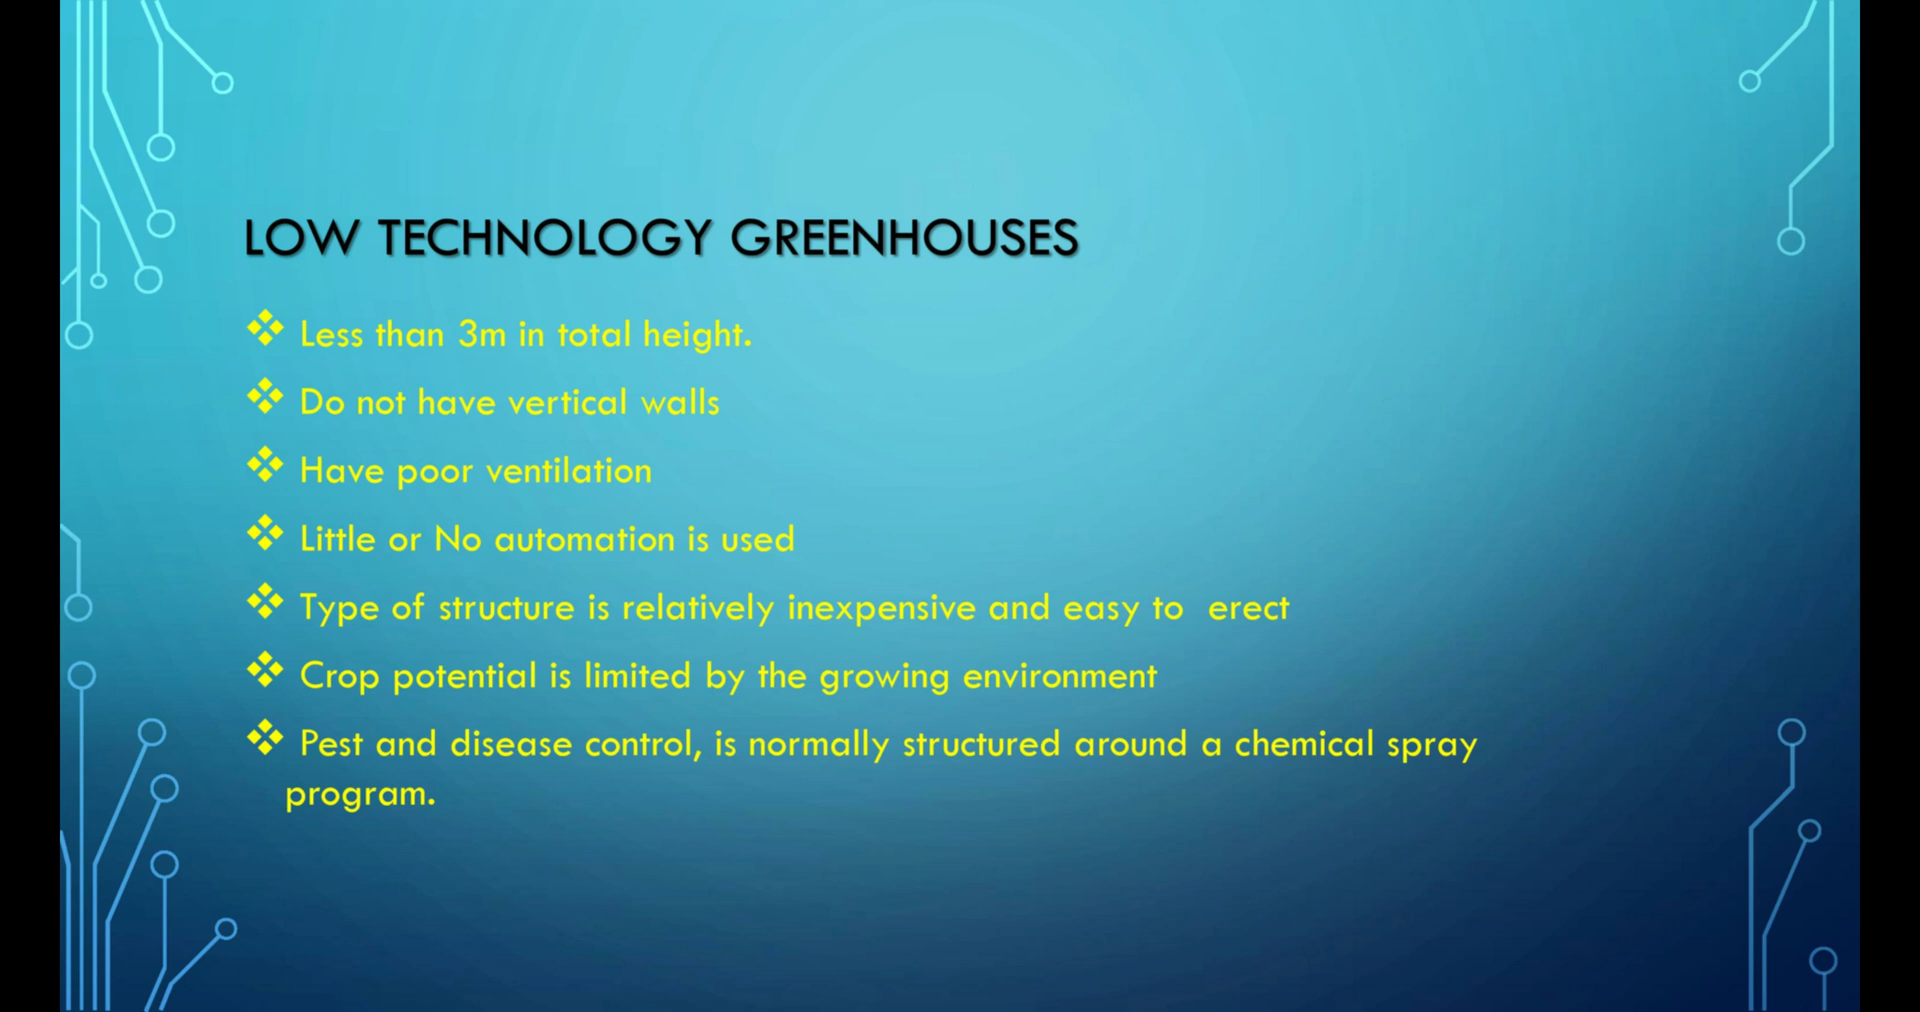 LOW TECHNOLOGY GREENHOUSES
❖ Less than 3m in total height.
❖ Do not have vertical walls
❖ Have poor ventilation
❖ Little or No automation is used
❖ Type of structure is relatively inexpensive and easy to  erect
❖ Crop potential is limited by the growing environment
❖ Pest and disease control, is normally structured around a chemical spray
program.